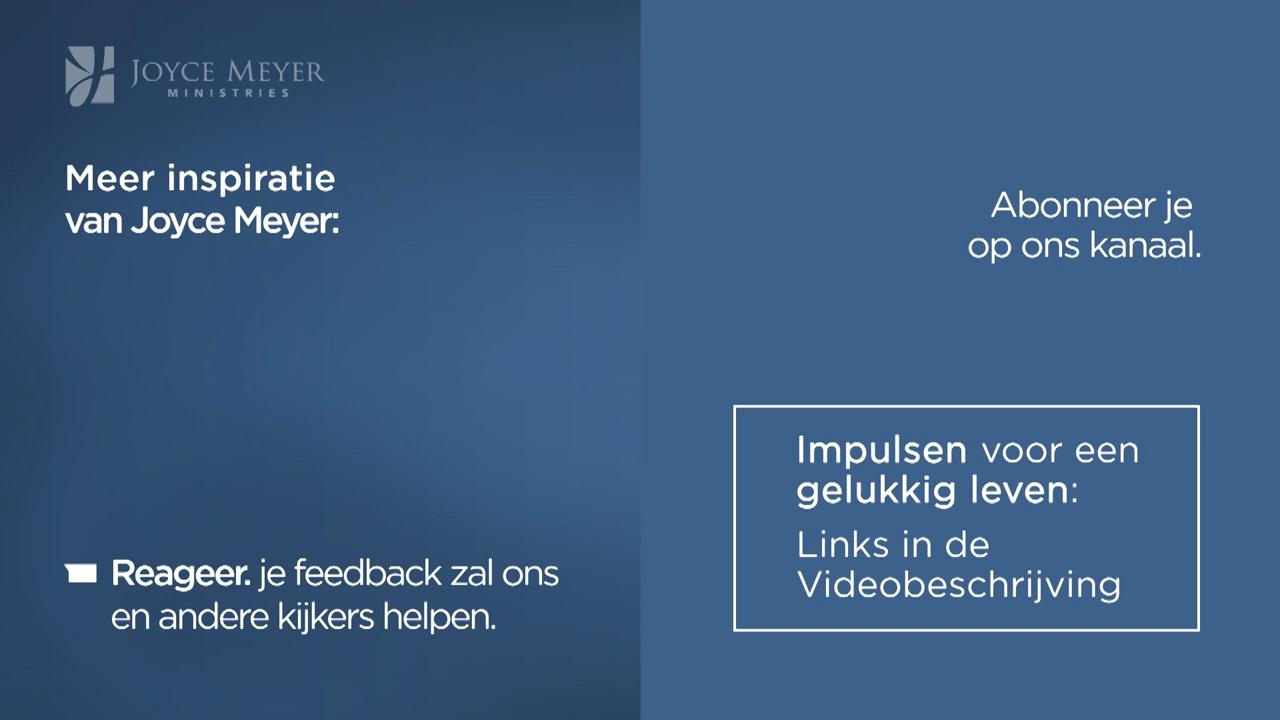 JOYCE MEYER
MINISTRIES
Meer inspiratie
van Joyce Meyer:
Abonneer je
op ons kanaal.
Impulsen voor een
gelukkig leven:
Links in de
Videobeschrijving
Reageer. je feedback zal ons
en andere kijkers helpen.